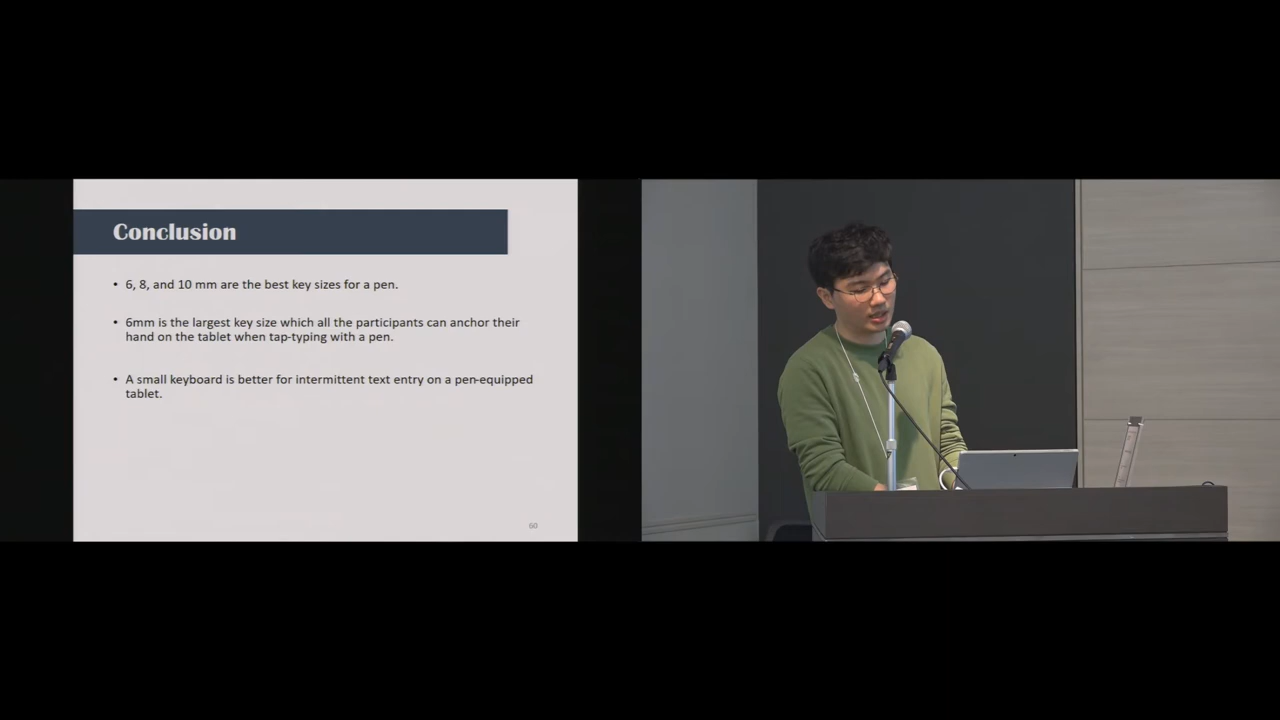 Conclusion
• 6, 8, and 10 mm are the best key sizes for a pen.
• 6mm is the largest key size which all the participants can anchor their
hand on the tablet when tap-typing with a pen.
• A small keyboard is better for intermittent text entry on a pen-equipped
tablet.
60